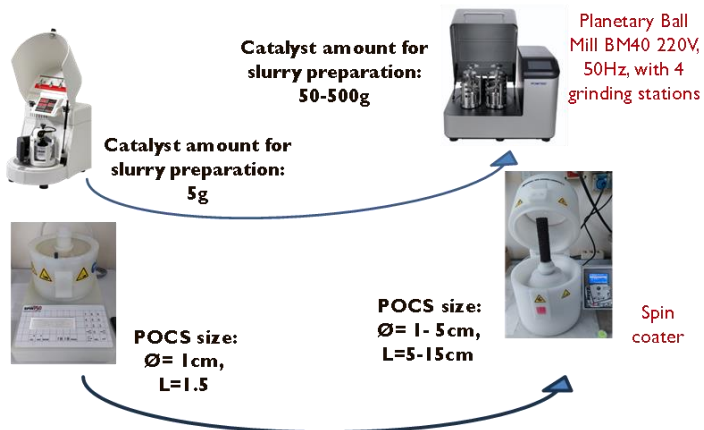 Catalyst amount for
slurry preparation:
50-500g
Planetary Ball
Mill BM40 220V,
50Hz, with 4
grinding stations
Catalyst amount for
slurry preparation:
5g
POCS size:
Ø= 1cm,
L=1.5
POCS size:
Ø= 1- 5cm,
L=5-15cm
Spin
coater